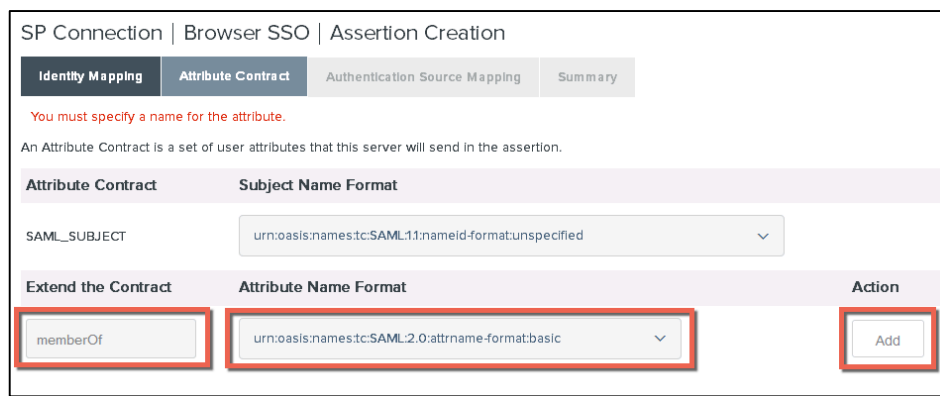 SP Connection | Browser SSO | Assertion Creation
Identity Mapping Attribute Contract Authentication Source Mapping Summary
You must specify a name for the attribute.
An Attribute Contract is a set of user attributes that this server will send in the assertion.
Attribute Contract Subject Name Format
SAML_SUBJECT urn:oasis:names:tc:SAML:1.1:nameid-format:unspecified
Extend the Contract Attribute Name Format Action
memberOf urn:oasis:names:tc:SAML:2.0:attrname-format:basic Add